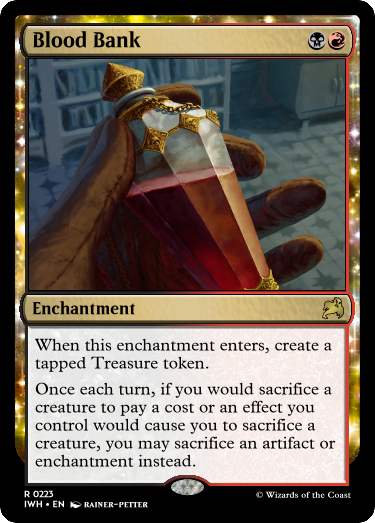 Blood Bank
Enchantment
When this enchantment enters, create a
tapped Treasure token.
Once each turn, if you would sacrifice a
creature to pay a cost or an effect you
control would cause you to sacrifice a
creature, you may sacrifice an artifact or
enchantment instead.
R 0223
IWH • EN RAINER-PETTER
© Wizards of the Coast